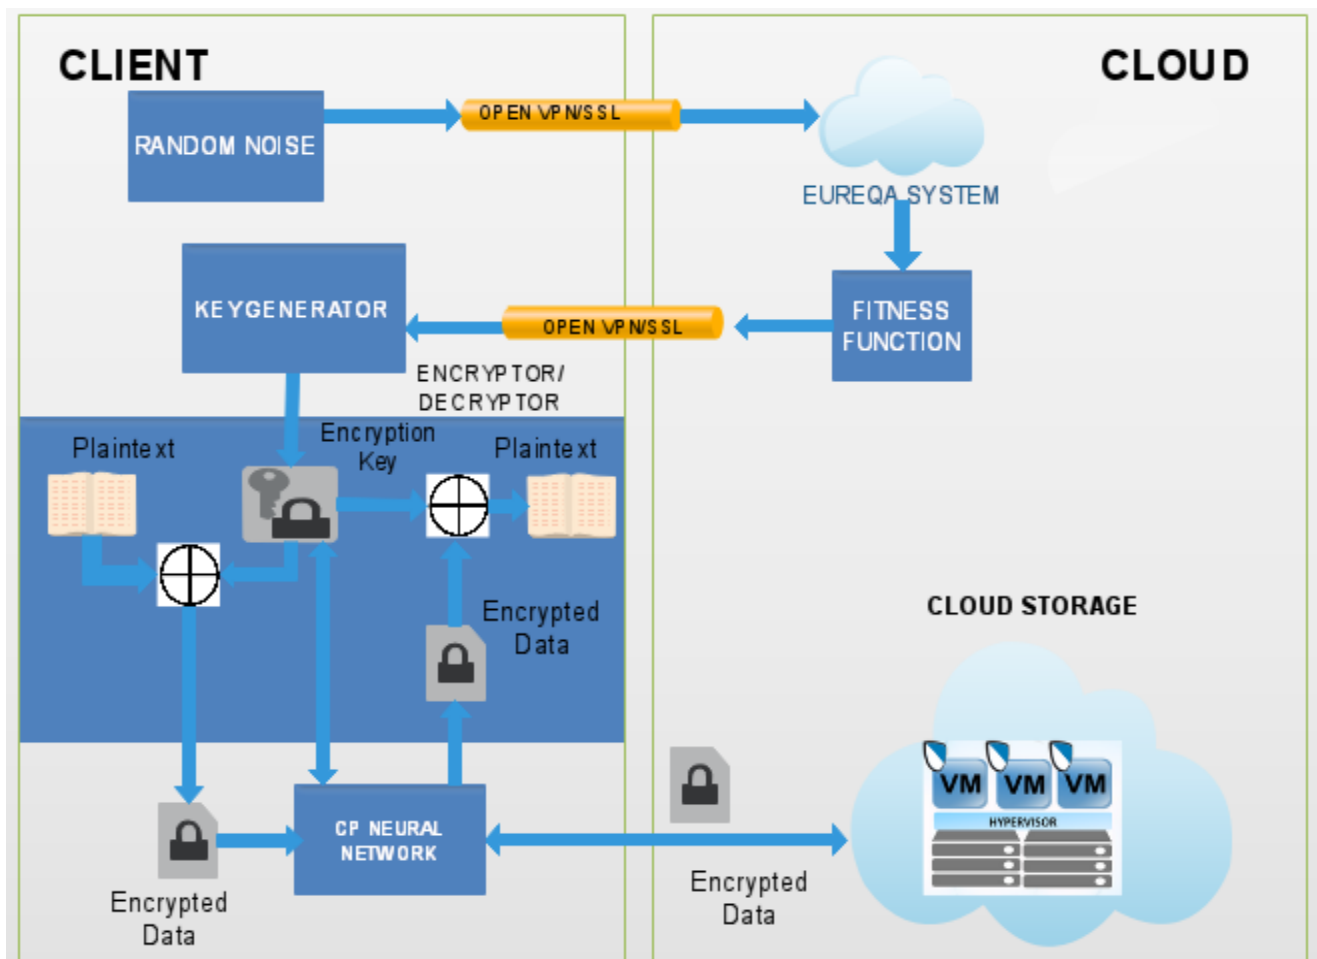 CLIENT
CLOUD
RANDOM NOISE
OPEN VPN/SSL
EUREQA SYSTEM
KEYGENERATOR
OPEN VPN/SSL
FITNESS
FUNCTION
ENCRYPTOR/
DECRYPTOR
Plaintext
Encryption
Key
Plaintext
Encrypted
Data
CLOUD STORAGE
VM
VM
VM
HYPERVISOR
CP NEURAL
NETWORK
Encrypted
Data
Encrypted
Data